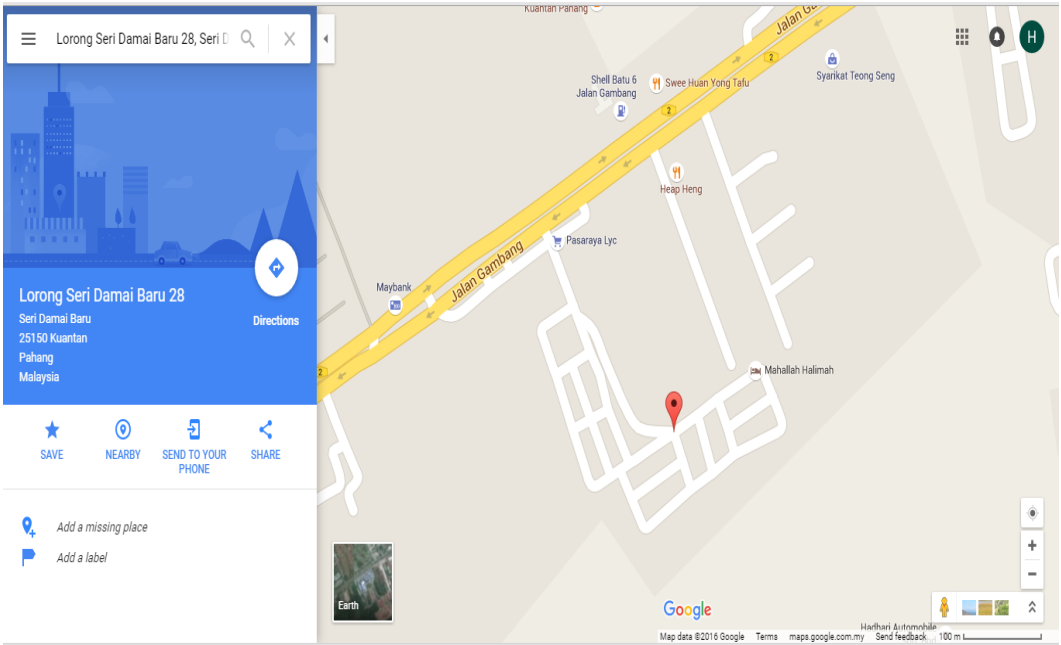 Lorong Seri Damai Baru 28, Seri D
Lorong Seri Damai Baru 28
Seri Damai Baru
25150 Kuantan
Pahang
Malaysia
Directions
SAVE
NEARBY
SEND TO YOUR
PHONE
SHARE
Add a missing place
Add a label
Earth
Kuantan Pahang
Jalan Ga
H
2
Syarikat Teong Seng
Shell Batu 6
Jalan Gambang
Swee Huan Yong Tafu
2
Heap Heng
Pasaraya Lyc
Jalan Gambang
Maybank
2
Mahallah Halimah
Google
Hadhari Automobile
Map data ©2016 Google
Terms
maps.google.com.my
Send feedback
100 m